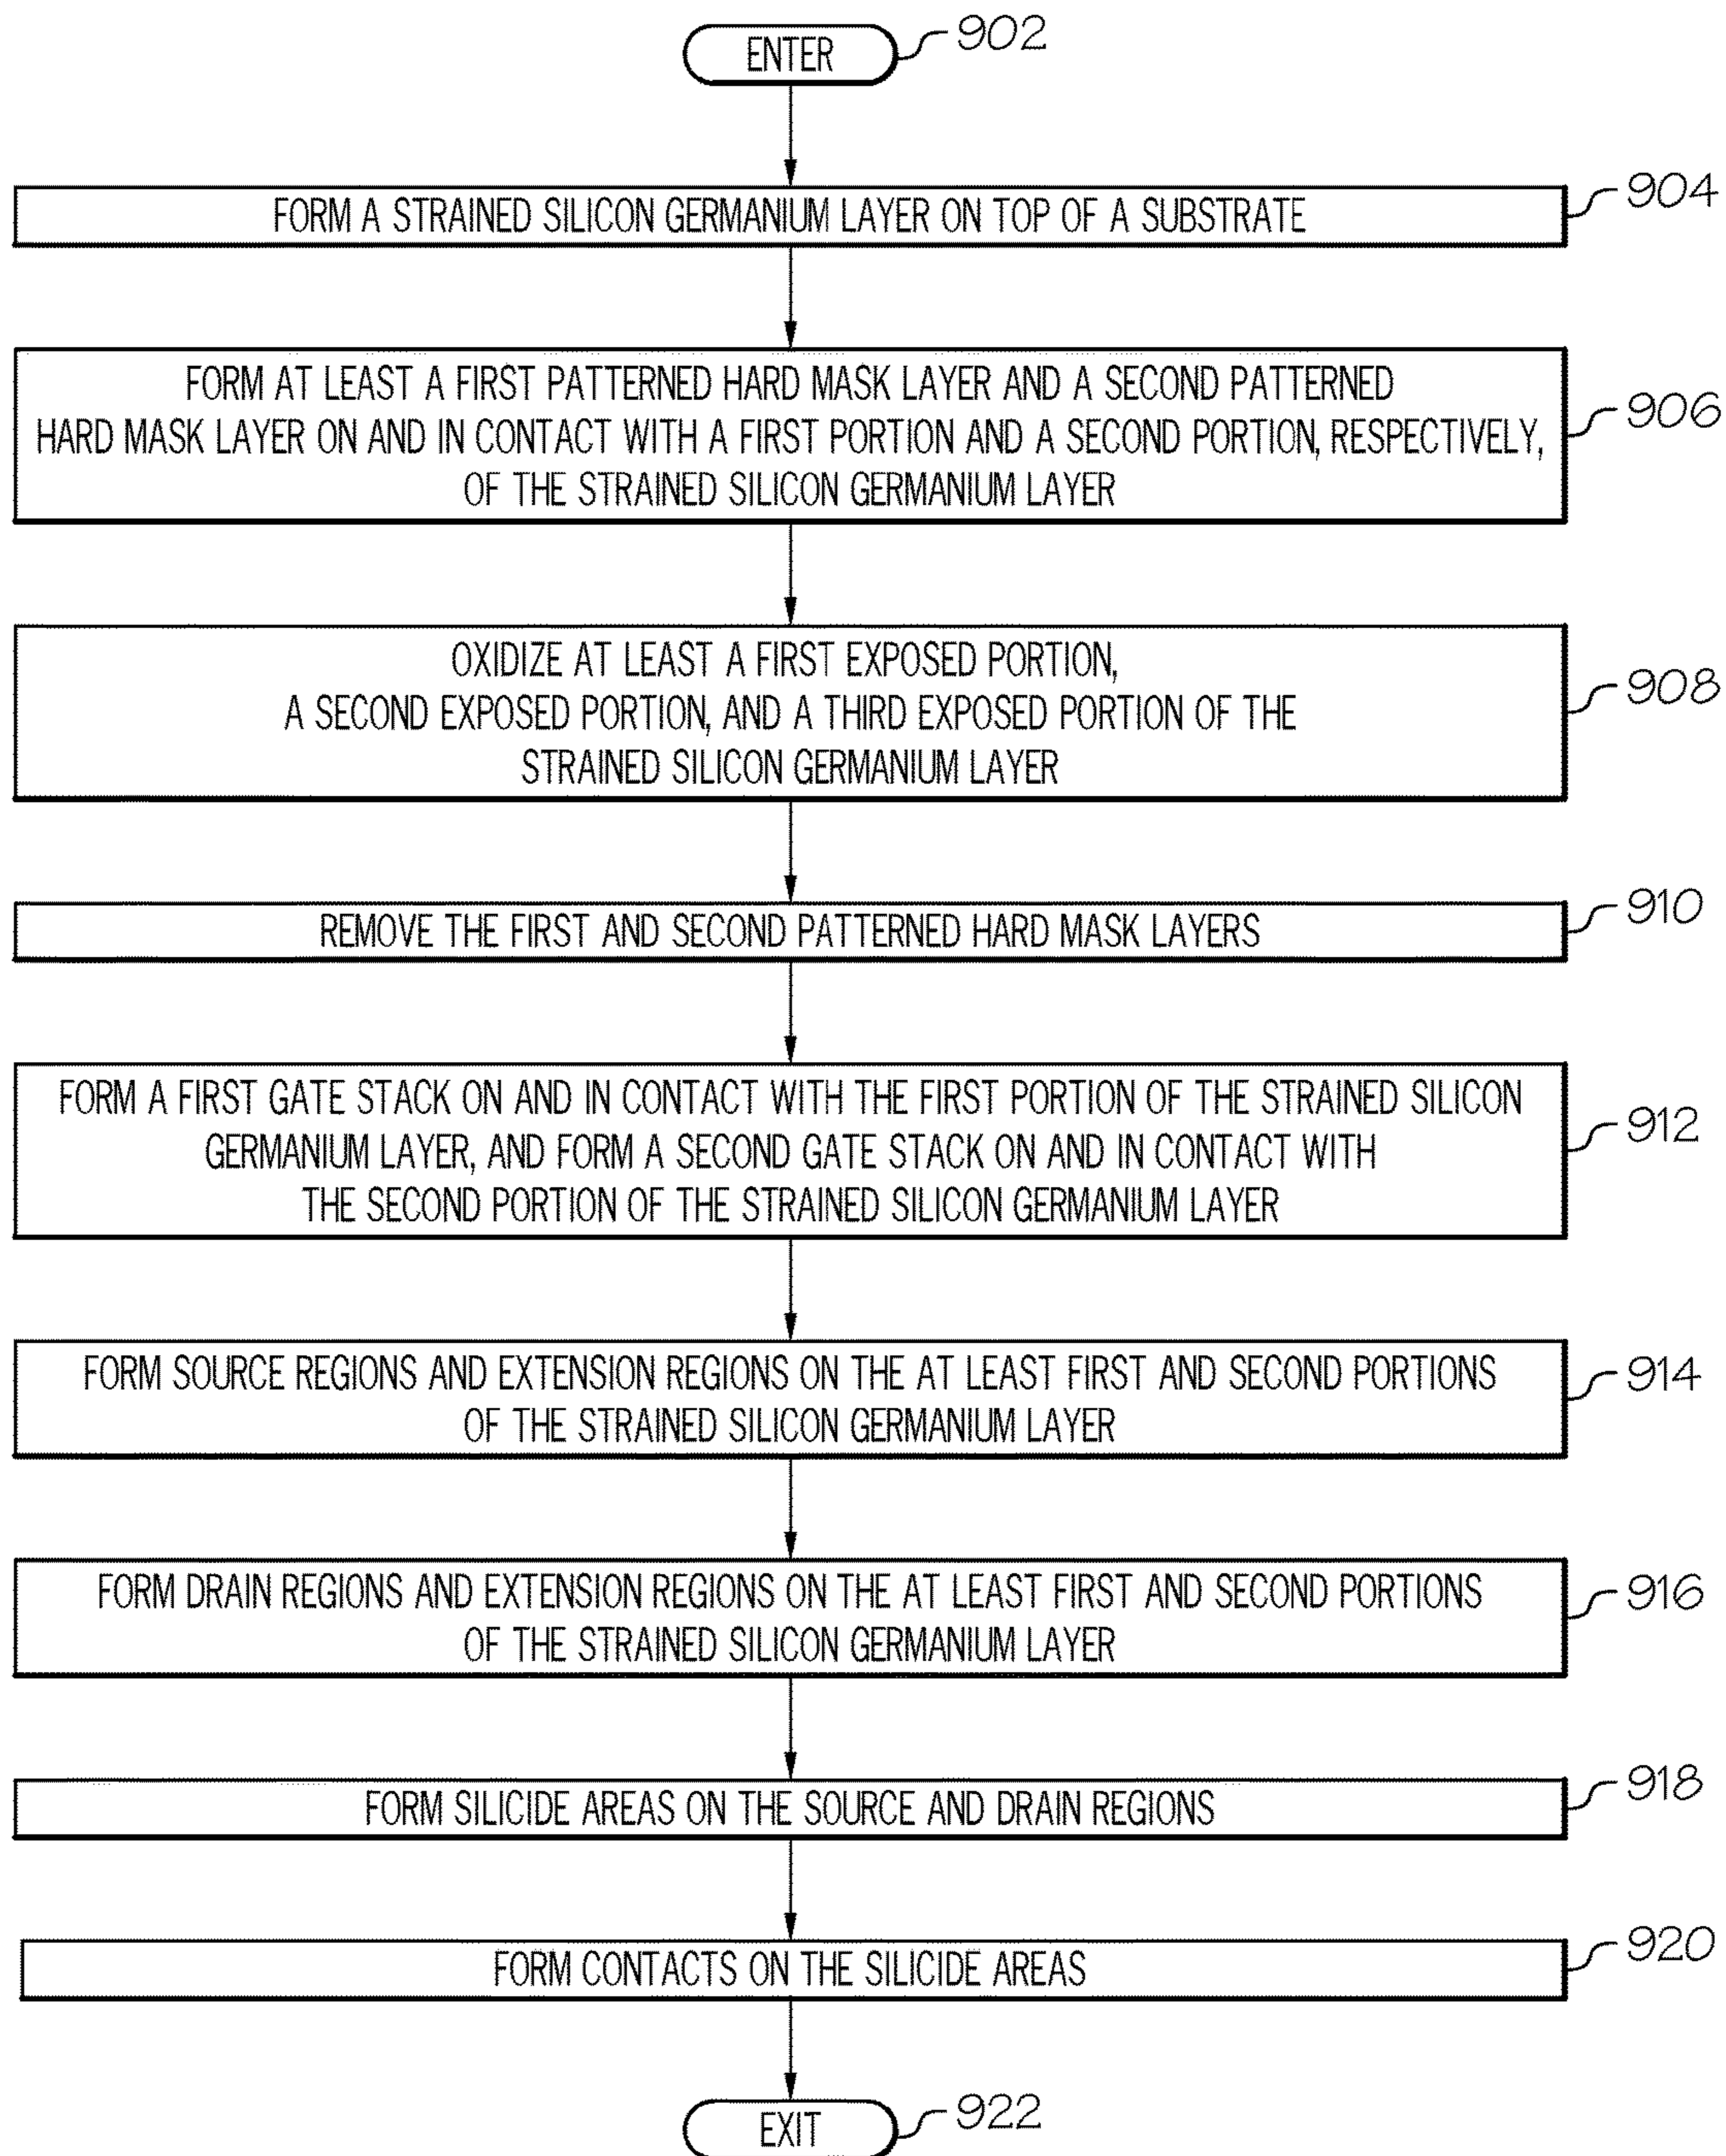 ENTER
902
FORM A STRAINED SILICON GERMANIUM LAYER ON TOP OF A SUBSTRATE
904
FORM AT LEAST A FIRST PATTERNED HARD MASK LAYER AND A SECOND PATTERNED
HARD MASK LAYER ON AND IN CONTACT WITH A FIRST PORTION AND A SECOND PORTION, RESPECTIVELY,
OF THE STRAINED SILICON GERMANIUM LAYER
906
OXIDIZE AT LEAST A FIRST EXPOSED PORTION,
A SECOND EXPOSED PORTION, AND A THIRD EXPOSED PORTION OF THE
STRAINED SILICON GERMANIUM LAYER
908
REMOVE THE FIRST AND SECOND PATTERNED HARD MASK LAYERS
910
FORM A FIRST GATE STACK ON AND IN CONTACT WITH THE FIRST PORTION OF THE STRAINED SILICON
GERMANIUM LAYER, AND FORM A SECOND GATE STACK ON AND IN CONTACT WITH
THE SECOND PORTION OF THE STRAINED SILICON GERMANIUM LAYER
912
FORM SOURCE REGIONS AND EXTENSION REGIONS ON THE AT LEAST FIRST AND SECOND PORTIONS
OF THE STRAINED SILICON GERMANIUM LAYER
914
FORM DRAIN REGIONS AND EXTENSION REGIONS ON THE AT LEAST FIRST AND SECOND PORTIONS
OF THE STRAINED SILICON GERMANIUM LAYER
916
FORM SILICIDE AREAS ON THE SOURCE AND DRAIN REGIONS
918
FORM CONTACTS ON THE SILICIDE AREAS
920
EXIT
922